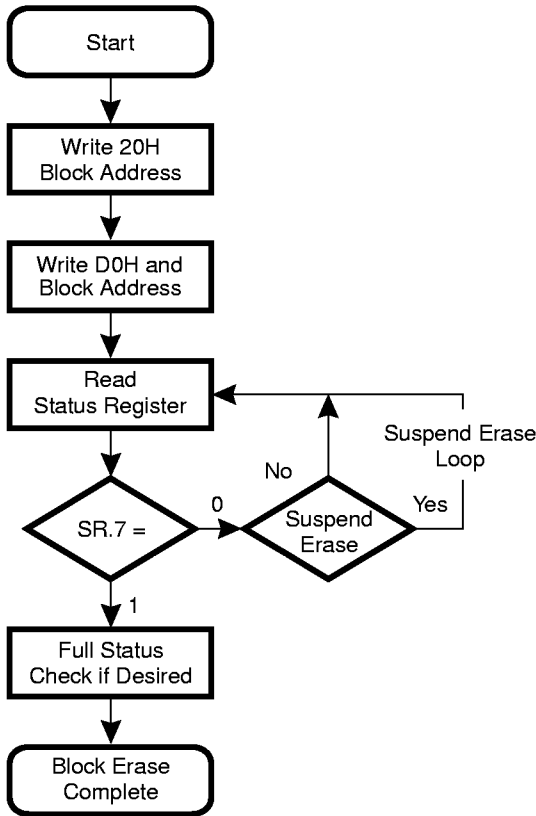 Start
Write 20H
Block Address
Write D0H and
Block Address
Read
Status Register
Suspend Erase
Loop
No
Yes
0
SR.7 =
Suspend
Erase
1
Full Status
Check if Desired
Block Erase
Complete